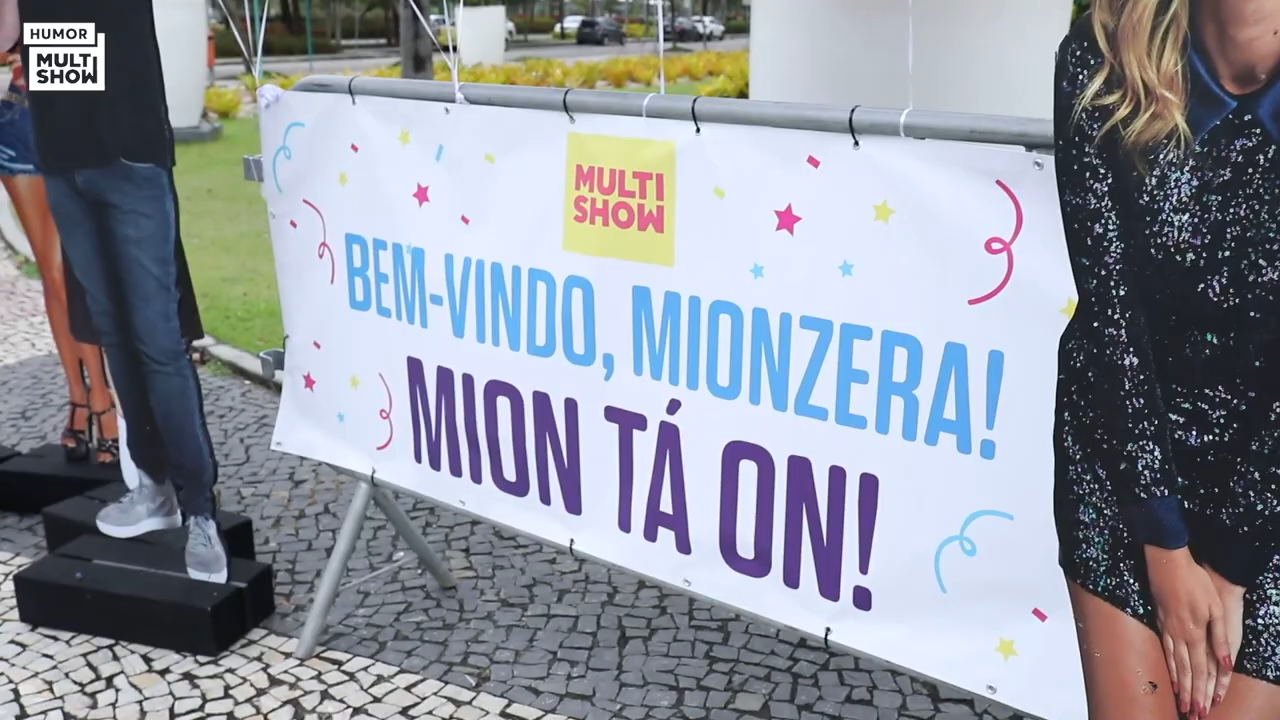 HUMOR
MULTI
SHOW
MULTI
SHOW
BEM-VINDO, MIONZERA!
MION TÁ ON!